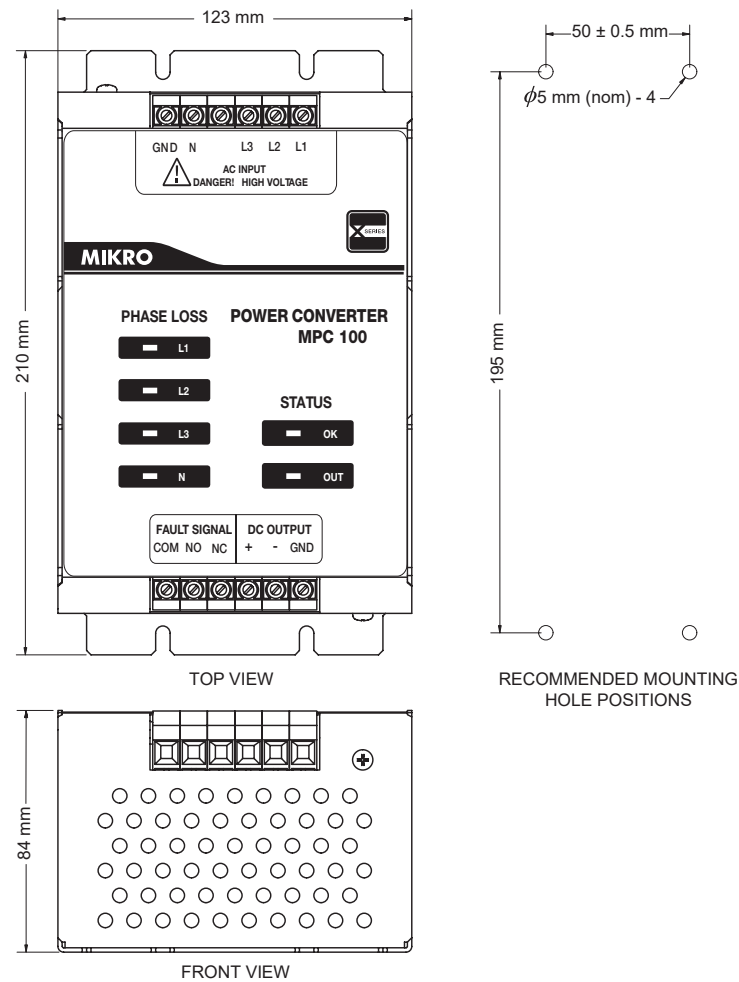 123 mm
50 ± 0.5 mm
ϕ5 mm (nom) - 4
GND N L3 L2 L1
AC INPUT
DANGER! HIGH VOLTAGE
X SERIES
MIKRO
210 mm
195 mm
PHASE LOSS
POWER CONVERTER
MPC 100
L1
L2
STATUS
L3
OK
N
OUT
FAULT SIGNAL
DC OUTPUT
COM NO NC
+ - GND
TOP VIEW
RECOMMENDED MOUNTING
HOLE POSITIONS
84 mm
FRONT VIEW